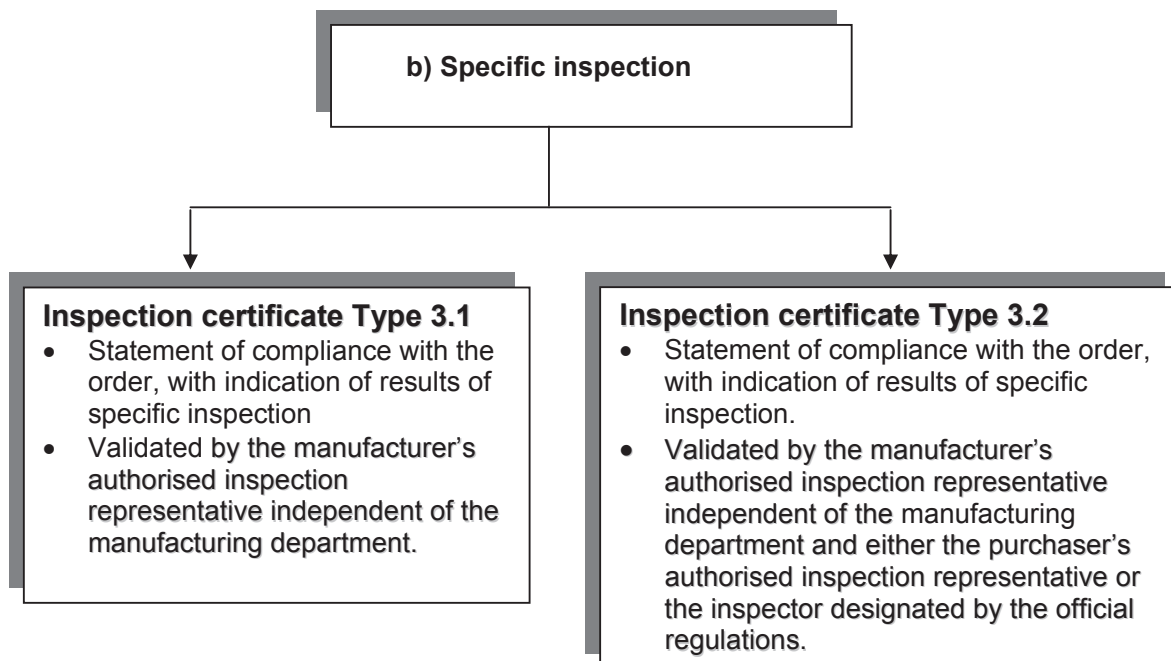 b) Specific inspection
Inspection certificate Type 3.1
• Statement of compliance with the
order, with indication of results of
specific inspection
• Validated by the manufacturer’s
authorised inspection
representative independent of the
manufacturing department.
Inspection certificate Type 3.2
• Statement of compliance with the order,
with indication of results of specific
inspection.
• Validated by the manufacturer’s
authorised inspection representative
independent of the manufacturing
department and either the purchaser’s
authorised inspection representative or
the inspector designated by the official
regulations.